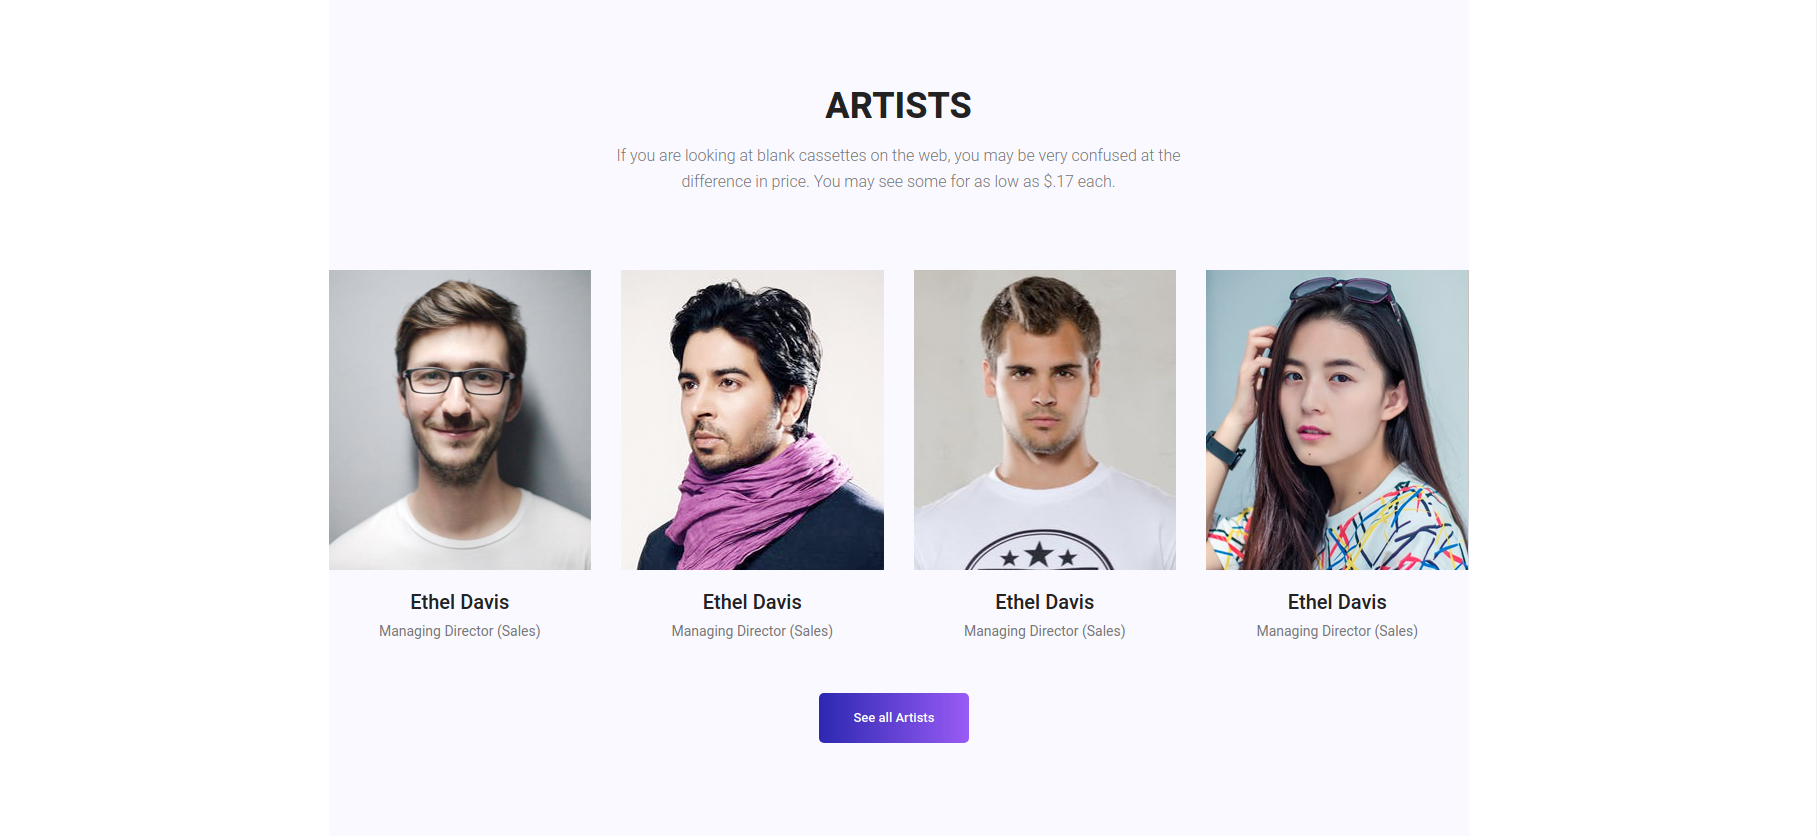 ARTISTS
If you are looking at blank cassettes on the web, you may be very confused at the
difference in price. You may see some for as low as $.17 each.
Ethel Davis
Managing Director (Sales)
Ethel Davis
Managing Director (Sales)
Ethel Davis
Managing Director (Sales)
Ethel Davis
Managing Director (Sales)
See all Artists